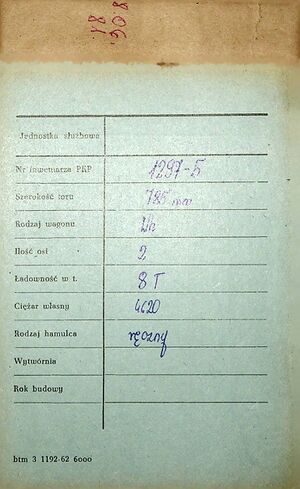 Jednostka służbowa
Nr inwentarza PKP 1297-5
Szerokość toru 785 mm
Rodzaj wagonu
Ilość osi 2
Ładowność w t. 8 T
Ciężar własny 4620
Rodzaj hamulca ręczny
Wytwórnia
Rok budowy
btm 3 1192-62 6000